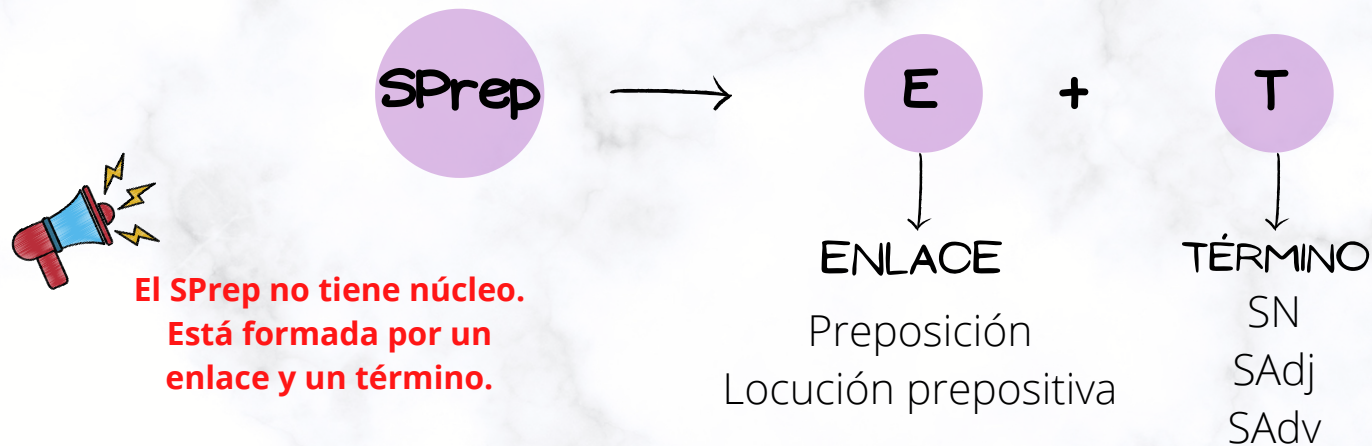 SPrep → E + T
ENLACE
TÉRMINO
El SPrep no tiene núcleo.
Está formada por un
enlace y un término.
Preposición
Locución prepositiva
SN
SAdj
SAdv